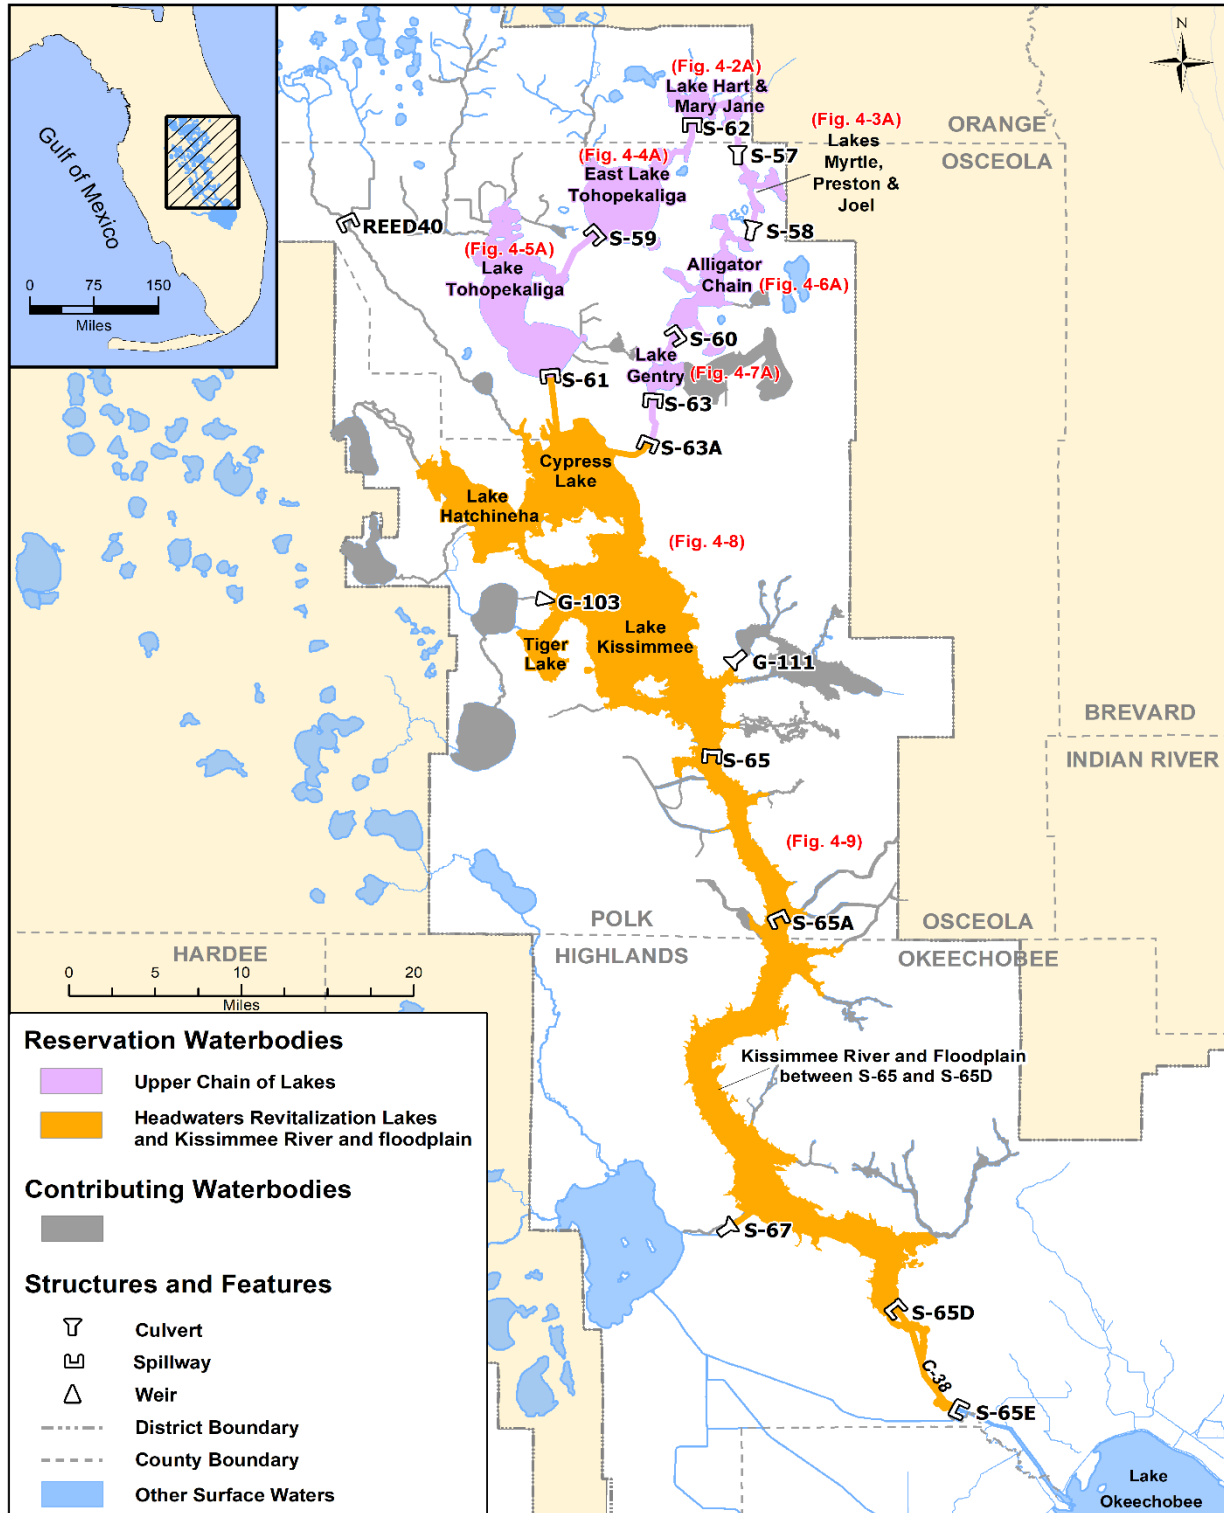 Gulf of Mexico
0 75 150
Miles
N
(Fig. 4-2A)
Lake Hart &
Mary Jane
S-62
(Fig. 4-3A)
Lakes
Myrtle,
Preston &
Joel
ORANGE
OSCEOLA
S-57
(Fig. 4-4A)
East Lake
Tohopekaliga
REED40
S-59
S-58
(Fig. 4-5A)
Lake
Tohopekaliga
Alligator
Chain
(Fig. 4-6A)
S-60
Lake
Gentry
(Fig. 4-7A)
S-61
S-63
S-63A
Cypress
Lake
Lake
Hatchineha
(Fig. 4-8)
G-103
Lake
Kissimmee
Tiger
Lake
G-111
BREVARD
INDIAN RIVER
S-65
(Fig. 4-9)
S-65A
POLK
OSCEOLA
HARDEE
HIGHLANDS
OKEECHOBEE
0 5 10 20
Miles
Kissimmee River and Floodplain
between S-65 and S-65D
S-67
S-65D
C-38
S-65E
Lake
Okeechobee
Reservation Waterbodies
Upper Chain of Lakes
Headwaters Revitalization Lakes
and Kissimmee River and floodplain
Contributing Waterbodies
Structures and Features
Culvert
Spillway
Weir
District Boundary
County Boundary
Other Surface Waters